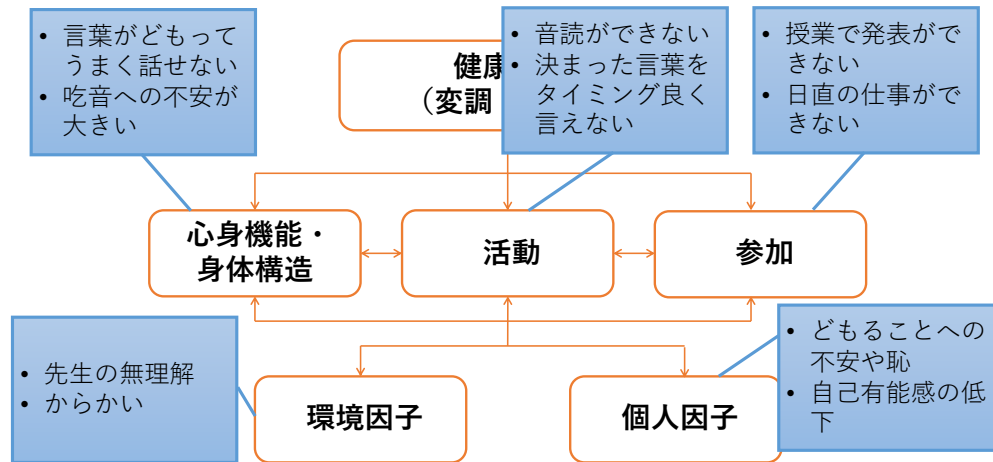 • 言葉がどもって
うまく話せない
• 吃音への不安が
大きい
健康
（変調
• 音読ができない
• 決まった言葉を
タイミング良く
言えない
• 授業で発表がで
きない
• 日直の仕事がで
きない
心身機能・
身体構造
活動
参加
• 先生の無理解
• からかい
環境因子
個人因子
• どもることへの
不安や恥
• 自己有能感の低
下